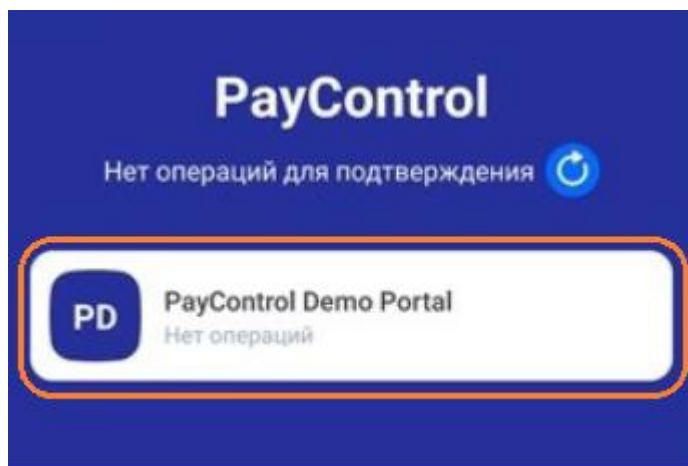 PayControl
Нет операций для подтверждения
PD
PayControl Demo Portal
Нет операций